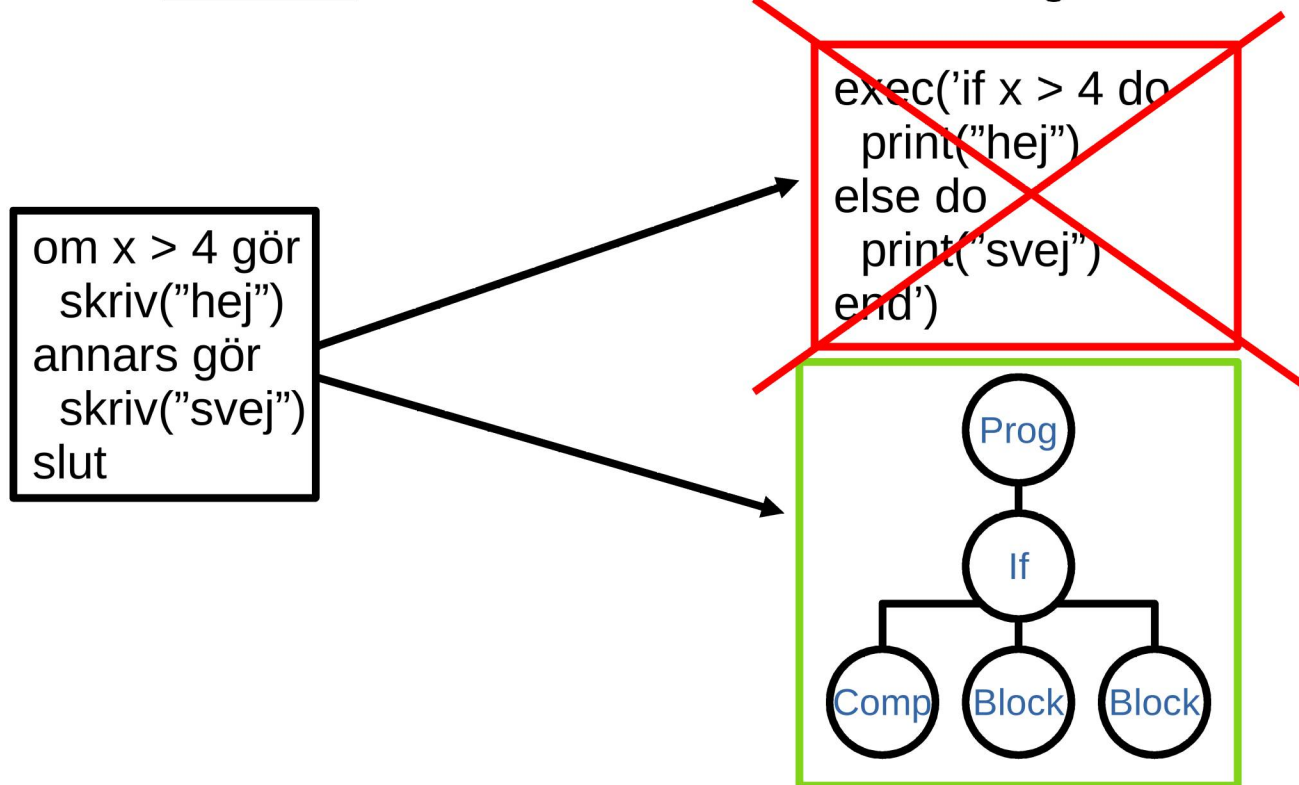 om x > 4 gör
skriv(”hej”)
annars gör
skriv(”svej”)
slut
exec(’if x > 4 do
print(”hej”)
else do
print(”svej”)
end’)
Prog
If
Comp
Block
Block